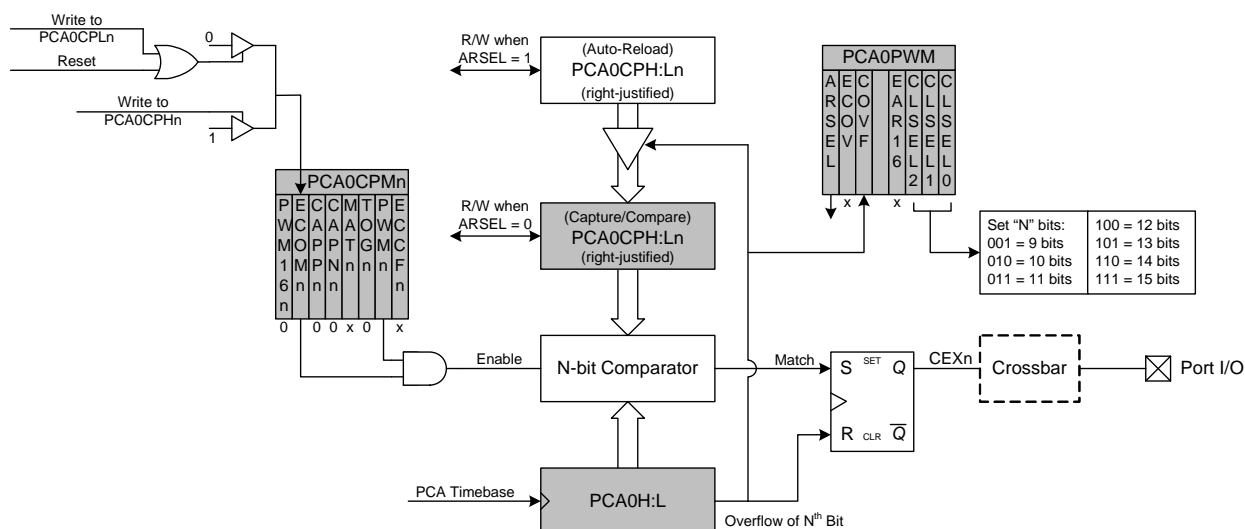 Write to
PCA0CPLn
Reset
0
Write to
PCA0CPHn
1
R/W when
ARSEL = 1
(Auto-Reload)
PCA0CPH:Ln
(right-justified)
PCA0PWM
ARSEL
ECOV
COVF
EAR16
CLSEL2
CLSEL1
CLSEL0
x
x
PCA0CPMn
PWM16n
ECOMn
CAPPn
CAPNn
MATn
TOGn
PWMn
ECCFn
0
0
0
x
0
x
R/W when
ARSEL = 0
(Capture/Compare)
PCA0CPH:Ln
(right-justified)
Set “N” bits:
001 = 9 bits
010 = 10 bits
011 = 11 bits
100 = 12 bits
101 = 13 bits
110 = 14 bits
111 = 15 bits
Enable
N-bit Comparator
Match
S SET Q
R CLR Q
CEXn
Crossbar
Port I/O
PCA Timebase
PCA0H:L
Overflow of Nth Bit